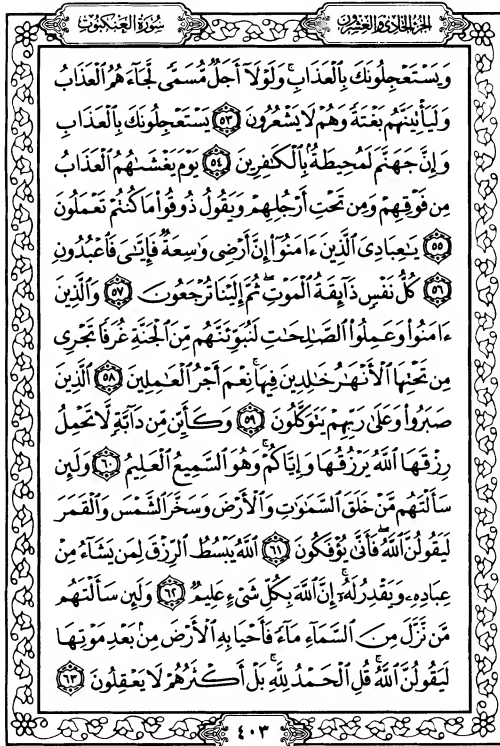 الجزء الحادي والعشرون
سورة العنكبوت
وَيَسْتَعْجِلُونَكَ بِالْعَذَابِ ۚ وَلَوْلَآ أَجَلٌ مُّسَمًّى لَّجَآءَهُمُ الْعَذَابُ
وَلَيَأْتِيَنَّهُم بَغْتَةً وَهُمْ لَا يَشْعُرُونَ ٥٣ يَسْتَعْجِلُونَكَ بِالْعَذَابِ
وَإِنَّ جَهَنَّمَ لَمُحِيطَةٌۢ بِالْكَٰفِرِينَ ٥٤ يَوْمَ يَغْشَىٰهُمُ الْعَذَابُ
مِن فَوْقِهِمْ وَمِن تَحْتِ أَرْجُلِهِمْ وَيَقُولُ ذُوقُوا۟ مَا كُنتُمْ تَعْمَلُونَ
٥٥ يَٰعِبَادِىَ الَّذِينَ ءَامَنُوٓا۟ إِنَّ أَرْضِى وَٰسِعَةٌ فَإِيَّٰىَ فَاعْبُدُونِ
٥٦ كُلُّ نَفْسٍ ذَآئِقَةُ الْمَوْتِ ۖ ثُمَّ إِلَيْنَا تُرْجَعُونَ ٥٧ وَالَّذِينَ
ءَامَنُوا۟ وَعَمِلُوا۟ الصَّٰلِحَٰتِ لَنُبَوِّئَنَّهُم مِّنَ الْجَنَّةِ غُرَفًا تَجْرِى
مِن تَحْتِهَا الْأَنْهَٰرُ خَٰلِدِينَ فِيهَا ۚ نِعْمَ أَجْرُ الْعَٰمِلِينَ ٥٨ الَّذِينَ
صَبَرُوا۟ وَعَلَىٰ رَبِّهِمْ يَتَوَكَّلُونَ ٥٩ وَكَأَيِّن مِّن دَآبَّةٍ لَّا تَحْمِلُ
رِزْقَهَا اللَّهُ يَرْزُقُهَا وَإِيَّاكُمْ ۚ وَهُوَ السَّمِيعُ الْعَلِيمُ ٦٠ وَلَئِن
سَأَلْتَهُم مَّنْ خَلَقَ السَّمَٰوَٰتِ وَالْأَرْضَ وَسَخَّرَ الشَّمْسَ وَالْقَمَرَ
لَيَقُولُنَّ اللَّهُ ۖ فَأَنَّىٰ يُؤْفَكُونَ ٦١ اللَّهُ يَبْسُطُ الرِّزْقَ لِمَن يَشَآءُ مِنْ
عِبَادِهِۦ وَيَقْدِرُ لَهُۥٓ ۚ إِنَّ اللَّهَ بِكُلِّ شَىْءٍ عَلِيمٌ ٦٢ وَلَئِن سَأَلْتَهُم
مَّن نَّزَّلَ مِنَ السَّمَآءِ مَآءً فَأَحْيَا بِهِ الْأَرْضَ مِنۢ بَعْدِ مَوْتِهَا
لَيَقُولُنَّ اللَّهُ ۚ قُلِ الْحَمْدُ لِلَّهِ ۚ بَلْ أَكْثَرُهُمْ لَا يَعْقِلُونَ ٦٣
٤٠٣